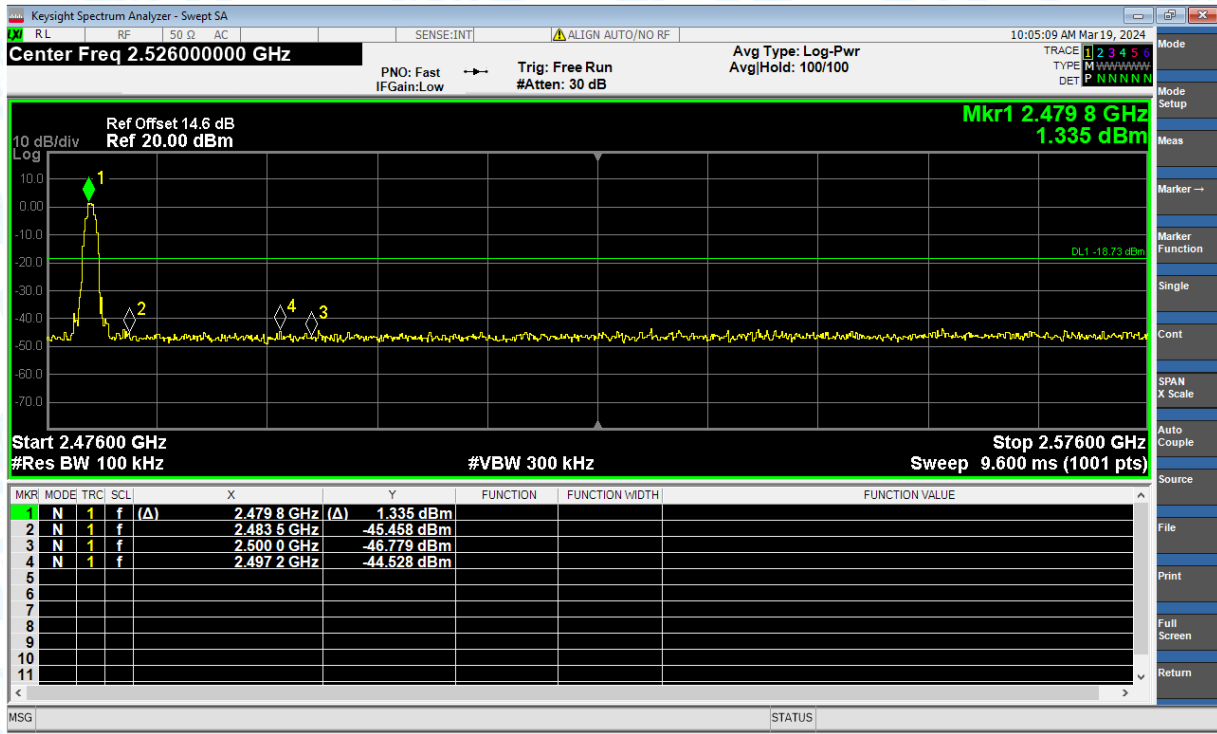 Keysight Spectrum Analyzer - Swept SA
LXI RL RF 50 Ω AC SENSE:INT ALIGN AUTO/NO RF 10:05:09 AM Mar 19, 2024
Center Freq 2.526000000 GHz
PNO: Fast
IFGain:Low
Trig: Free Run
#Atten: 30 dB
Avg Type: Log-Pwr
Avg|Hold: 100/100
TRACE 1 2 3 4 5 6
TYPE M WWWWW
DET P N N N N N
Ref Offset 14.6 dB
10 dB/div Ref 20.00 dBm
Log
Mkr1 2.479 8 GHz
1.335 dBm
10.0
0.00
-10.0
-20.0
-30.0
-40.0
-50.0
-60.0
-70.0
1
2
4
3
DL1 -18.73 dBm
Start 2.47600 GHz Stop 2.57600 GHz
#Res BW 100 kHz #VBW 300 kHz Sweep 9.600 ms (1001 pts)
MKR MODE TRC SCL X Y FUNCTION FUNCTION WIDTH FUNCTION VALUE
1 N 1 f (Δ) 2.479 8 GHz (Δ) 1.335 dBm
2 N 1 f 2.483 5 GHz -45.458 dBm
3 N 1 f 2.500 0 GHz -46.779 dBm
4 N 1 f 2.497 2 GHz -44.528 dBm
5
6
7
8
9
10
11
MSG STATUS
Mode
Mode
Setup
Meas
Marker →
Marker
Function
Single
Cont
SPAN
X Scale
Auto
Couple
Source
File
Print
Full
Screen
Return